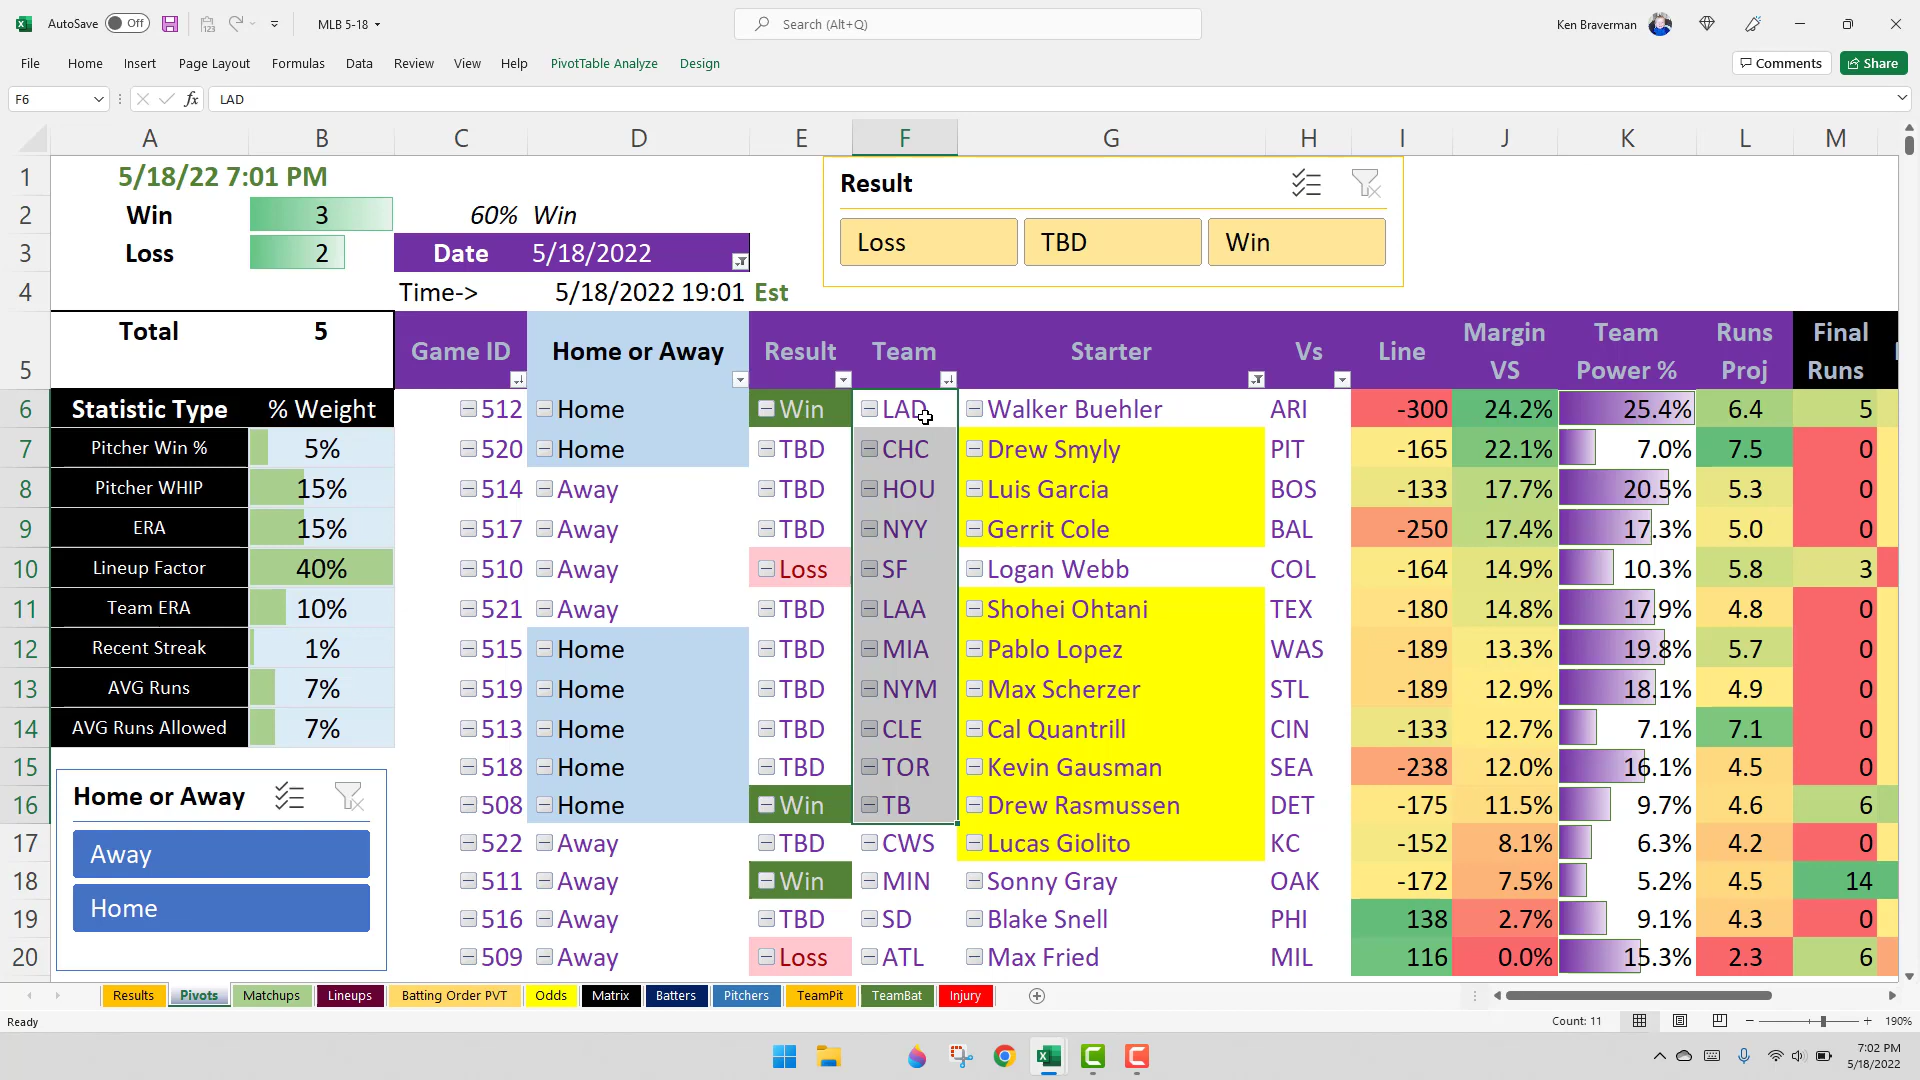 AutoSave Off MLB 5-18 Search (Alt+Q) Ken Braverman
File Home Insert Page Layout Formulas Data Review View Help PivotTable Analyze Design Comments Share
F6 fx LAD
A B C D E F G H I J K L M
1 5/18/22 7:01 PM Result
2 Win 3 60% Win Loss TBD Win
3 Loss 2 Date 5/18/2022
4 Time-> 5/18/2022 19:01 Est
5 Total 5 Game ID Home or Away Result Team Starter Vs Line Margin VS Team Power % Runs Proj Final Runs
6 Statistic Type % Weight 512 Home Win LAD Walker Buehler ARI -300 24.2% 25.4% 6.4 5
7 Pitcher Win % 5% 520 Home TBD CHC Drew Smyly PIT -165 22.1% 7.0% 7.5 0
8 Pitcher WHIP 15% 514 Away TBD HOU Luis Garcia BOS -133 17.7% 20.5% 5.3 0
9 ERA 15% 517 Away TBD NYY Gerrit Cole BAL -250 17.4% 17.3% 5.0 0
10 Lineup Factor 40% 510 Away Loss SF Logan Webb COL -164 14.9% 10.3% 5.8 3
11 Team ERA 10% 521 Away TBD LAA Shohei Ohtani TEX -180 14.8% 17.9% 4.8 0
12 Recent Streak 1% 515 Home TBD MIA Pablo Lopez WAS -189 13.3% 19.8% 5.7 0
13 AVG Runs 7% 519 Home TBD NYM Max Scherzer STL -189 12.9% 18.1% 4.9 0
14 AVG Runs Allowed 7% 513 Home TBD CLE Cal Quantrill CIN -133 12.7% 7.1% 7.1 0
15 518 Home TBD TOR Kevin Gausman SEA -238 12.0% 16.1% 4.5 0
Home or Away
16 508 Home Win TB Drew Rasmussen DET -175 11.5% 9.7% 4.6 6
17 Away 522 Away TBD CWS Lucas Giolito KC -152 8.1% 6.3% 4.2 0
18 Home 511 Away Win MIN Sonny Gray OAK -172 7.5% 5.2% 4.5 14
19 516 Away TBD SD Blake Snell PHI 138 2.7% 9.1% 4.3 0
20 509 Away Loss ATL Max Fried MIL 116 0.0% 15.3% 2.3 6
Results Pivots Matchups Lineups Batting Order PVT Odds Matrix Batters Pitchers TeamPit TeamBat Injury
Ready Count: 11 190%
7:02 PM
5/18/2022